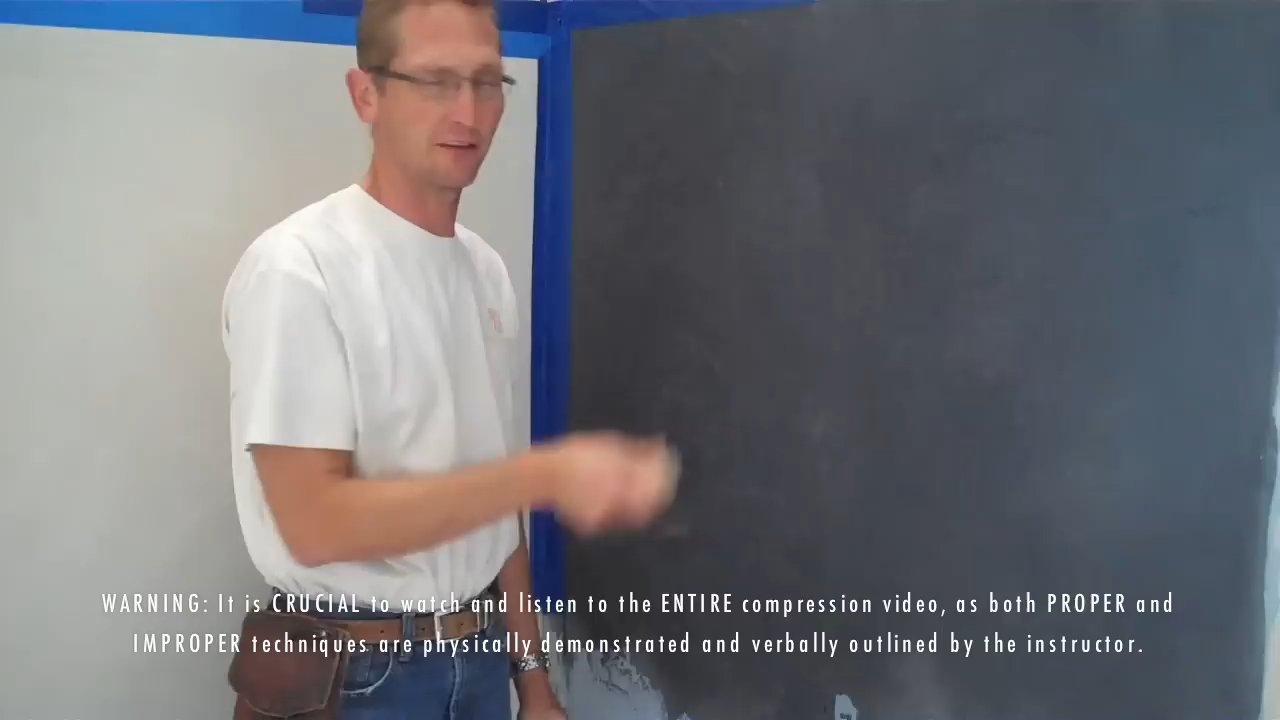 WARNING: It is CRUCIAL to watch and listen to the ENTIRE compression video, as both PROPER and
IMPROPER techniques are physically demonstrated and verbally outlined by the instructor.